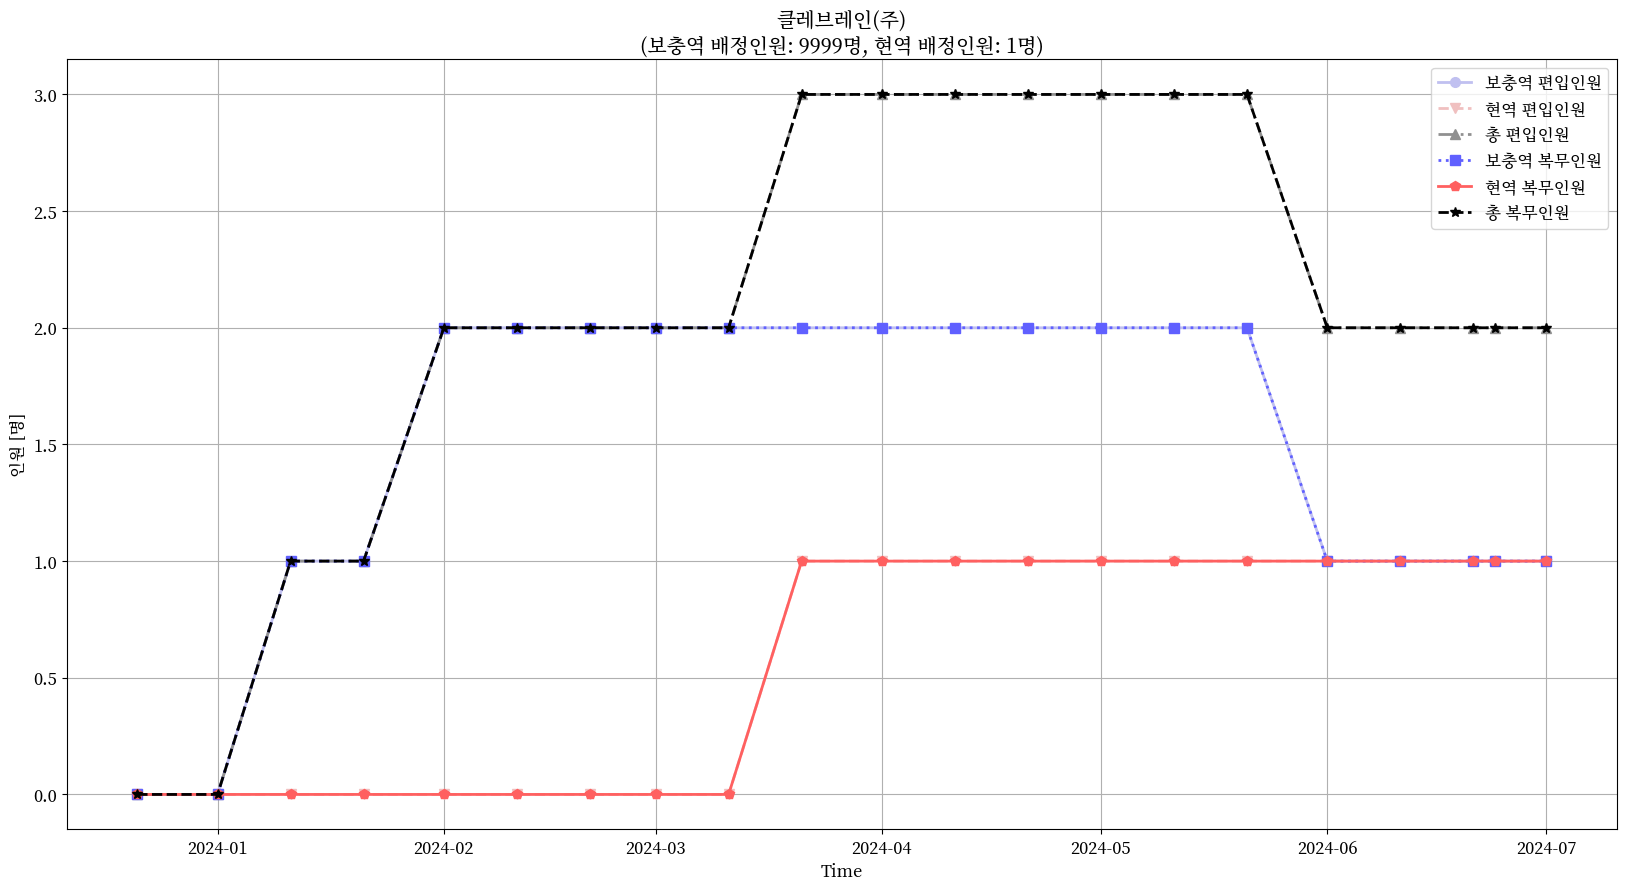 클레브레인(주)
(보충역 배정인원: 9999명, 현역 배정인원: 1명)
보충역 편입인원
현역 편입인원
총 편입인원
보충역 복무인원
현역 복무인원
총 복무인원
인원 [명]
3.0
2.5
2.0
1.5
1.0
0.5
0.0
2024-01 2024-02 2024-03 2024-04 2024-05 2024-06 2024-07
Time